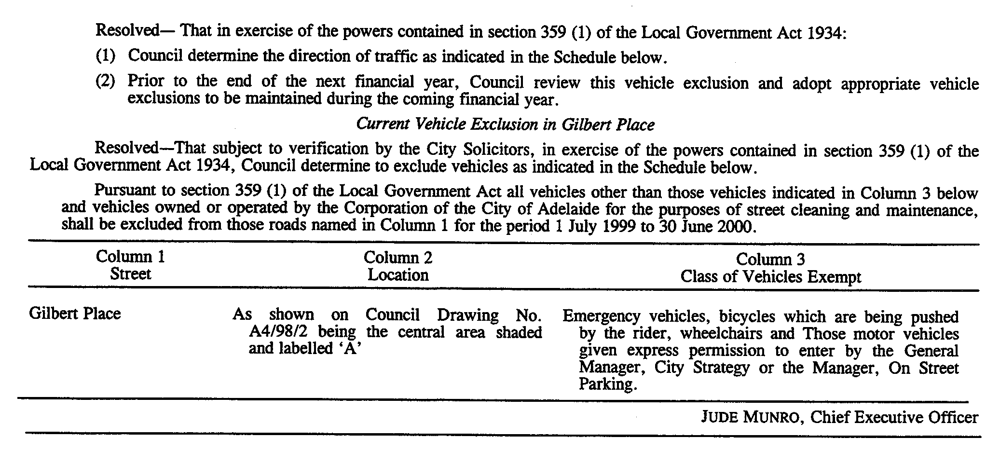 Resolved— That in exercise of the powers contained in section 359 (1) of the Local Government Act 1934:
(1) Council determine the direction of traffic as indicated in the Schedule below.
(2) Prior to the end of the next financial year, Council review this vehicle exclusion and adopt appropriate vehicle
exclusions to be maintained during the coming financial year.
Current Vehicle Exclusion in Gilbert Place
Resolved—That subject to verification by the City Solicitors, in exercise of the powers contained in section 359 (1) of the
Local Government Act 1934, Council determine to exclude vehicles as indicated in the Schedule below.
Pursuant to section 359 (1) of the Local Government Act all vehicles other than those vehicles indicated in Column 3 below
and vehicles owned or operated by the Corporation of the City of Adelaide for the purposes of street cleaning and maintenance,
shall be excluded from those roads named in Column 1 for the period 1 July 1999 to 30 June 2000.
Column 1
Street
Column 2
Location
Column 3
Class of Vehicles Exempt
Gilbert Place
As shown on Council Drawing No.
A4/98/2 being the central area shaded
and labelled ‘A’
Emergency vehicles, bicycles which are being pushed
by the rider, wheelchairs and Those motor vehicles
given express permission to enter by the General
Manager, City Strategy or the Manager, On Street
Parking.
JUDE MUNRO, Chief Executive Officer